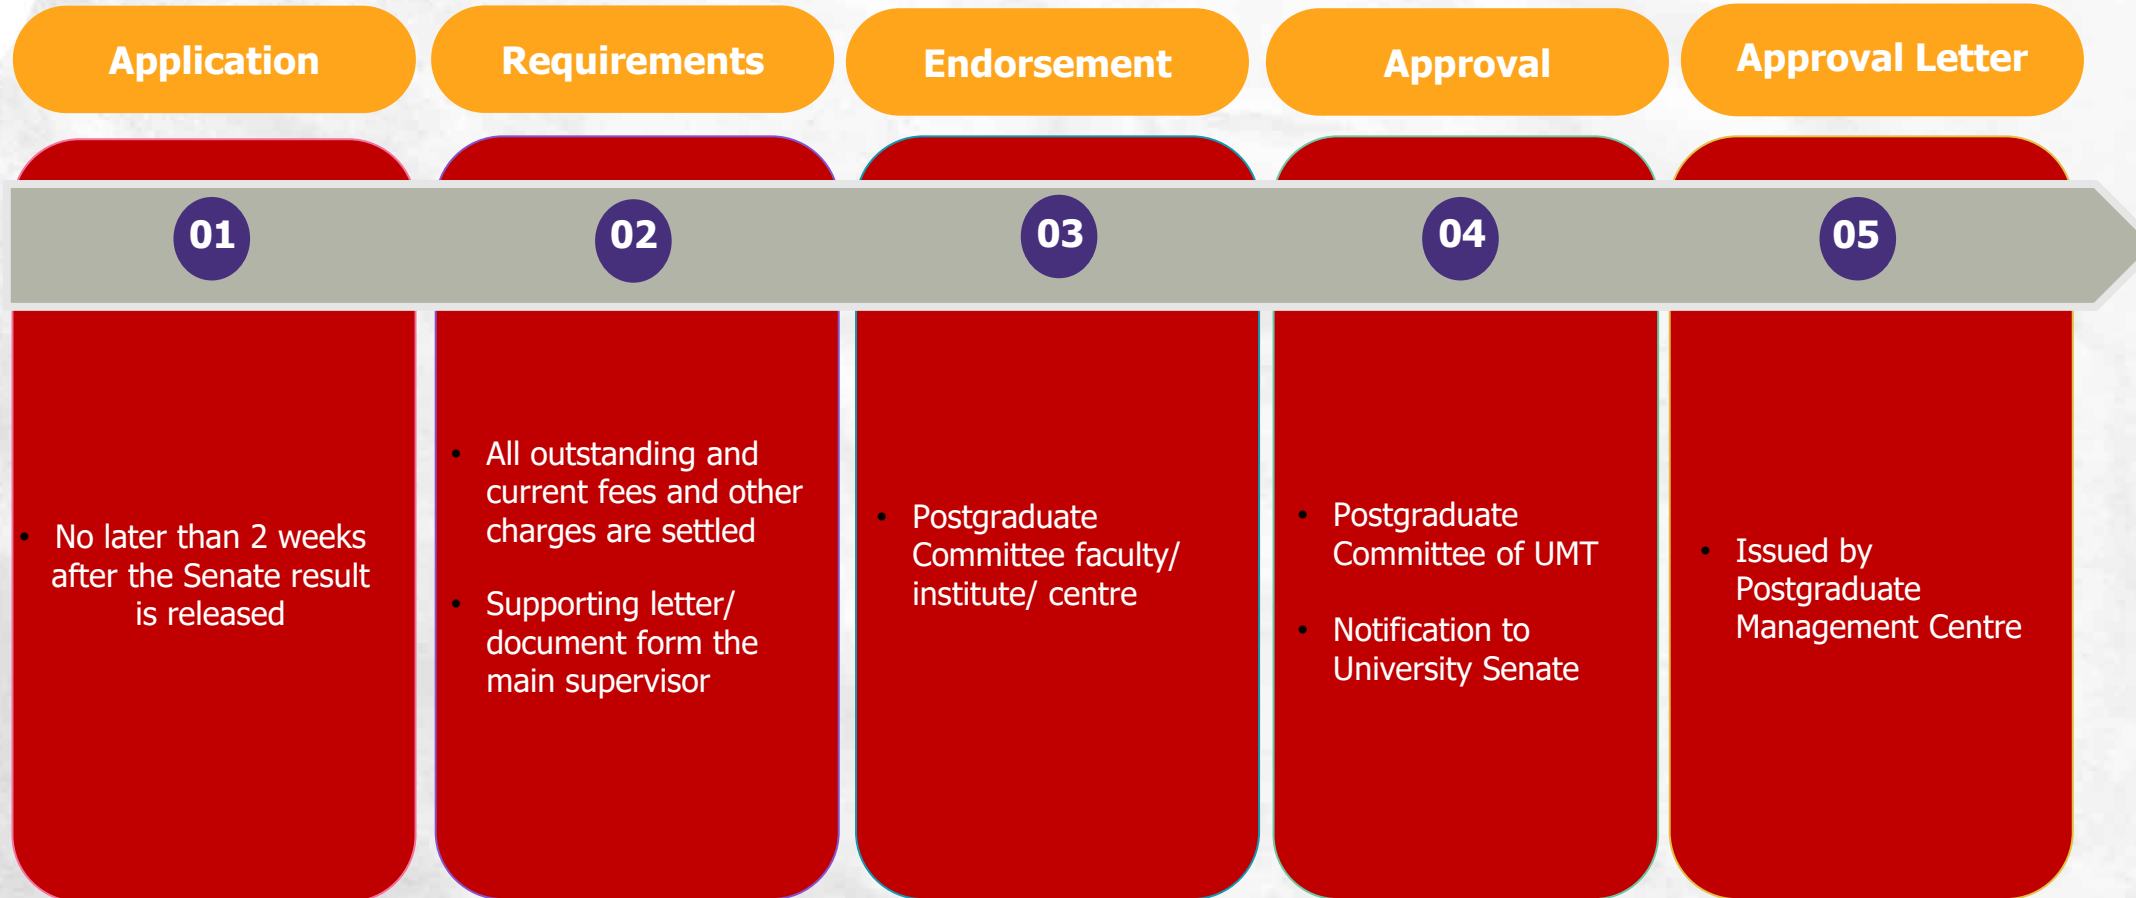 Application
Requirements
Endorsement
Approval
Approval Letter
01
02
03
04
05
• No later than 2 weeks
after the Senate result
is released
• All outstanding and
current fees and other
charges are settled
• Supporting letter/
document form the
main supervisor
• Postgraduate
Committee faculty/
institute/ centre
• Postgraduate
Committee of UMT
• Notification to
University Senate
• Issued by
Postgraduate
Management Centre